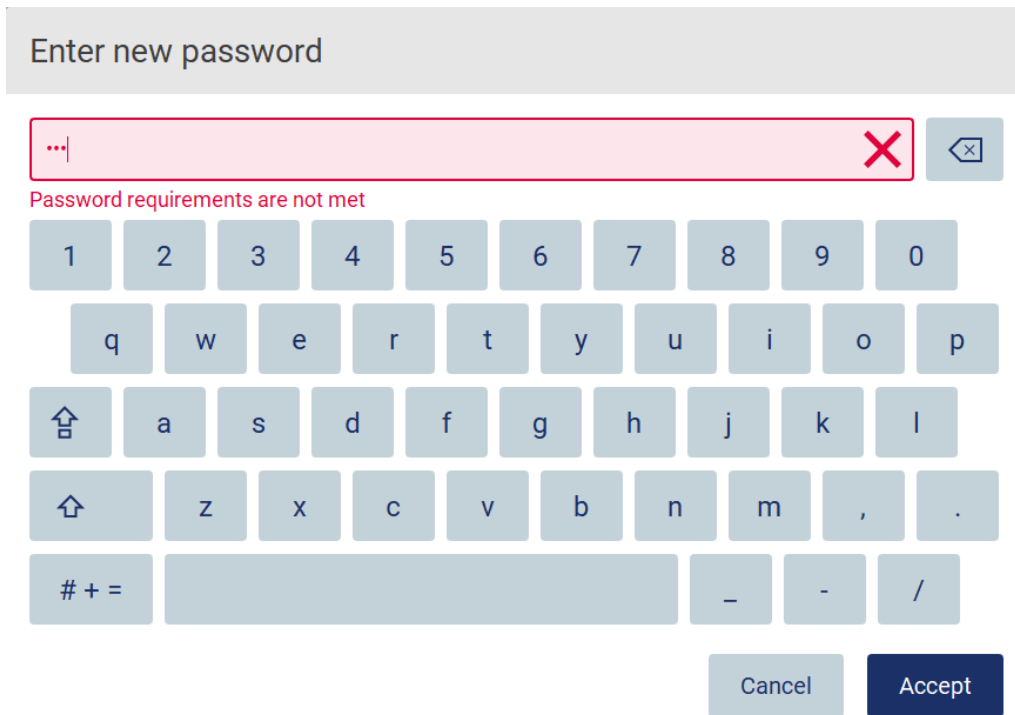 Enter new password
•••
Password requirements are not met
1 2 3 4 5 6 7 8 9 0
q w e r t y u i o p
a s d f g h j k l
z x c v b n m , .
# + = _ - /
Cancel Accept